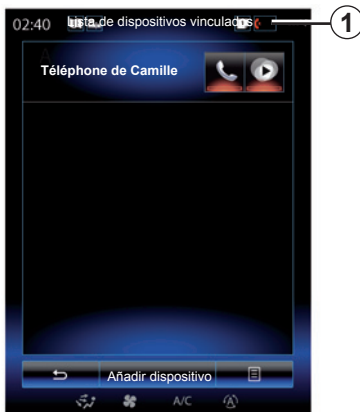 02:40 Lista de dispositivos vinculados
1
Téléphone de Camille
Añadir dispositivo
A/C